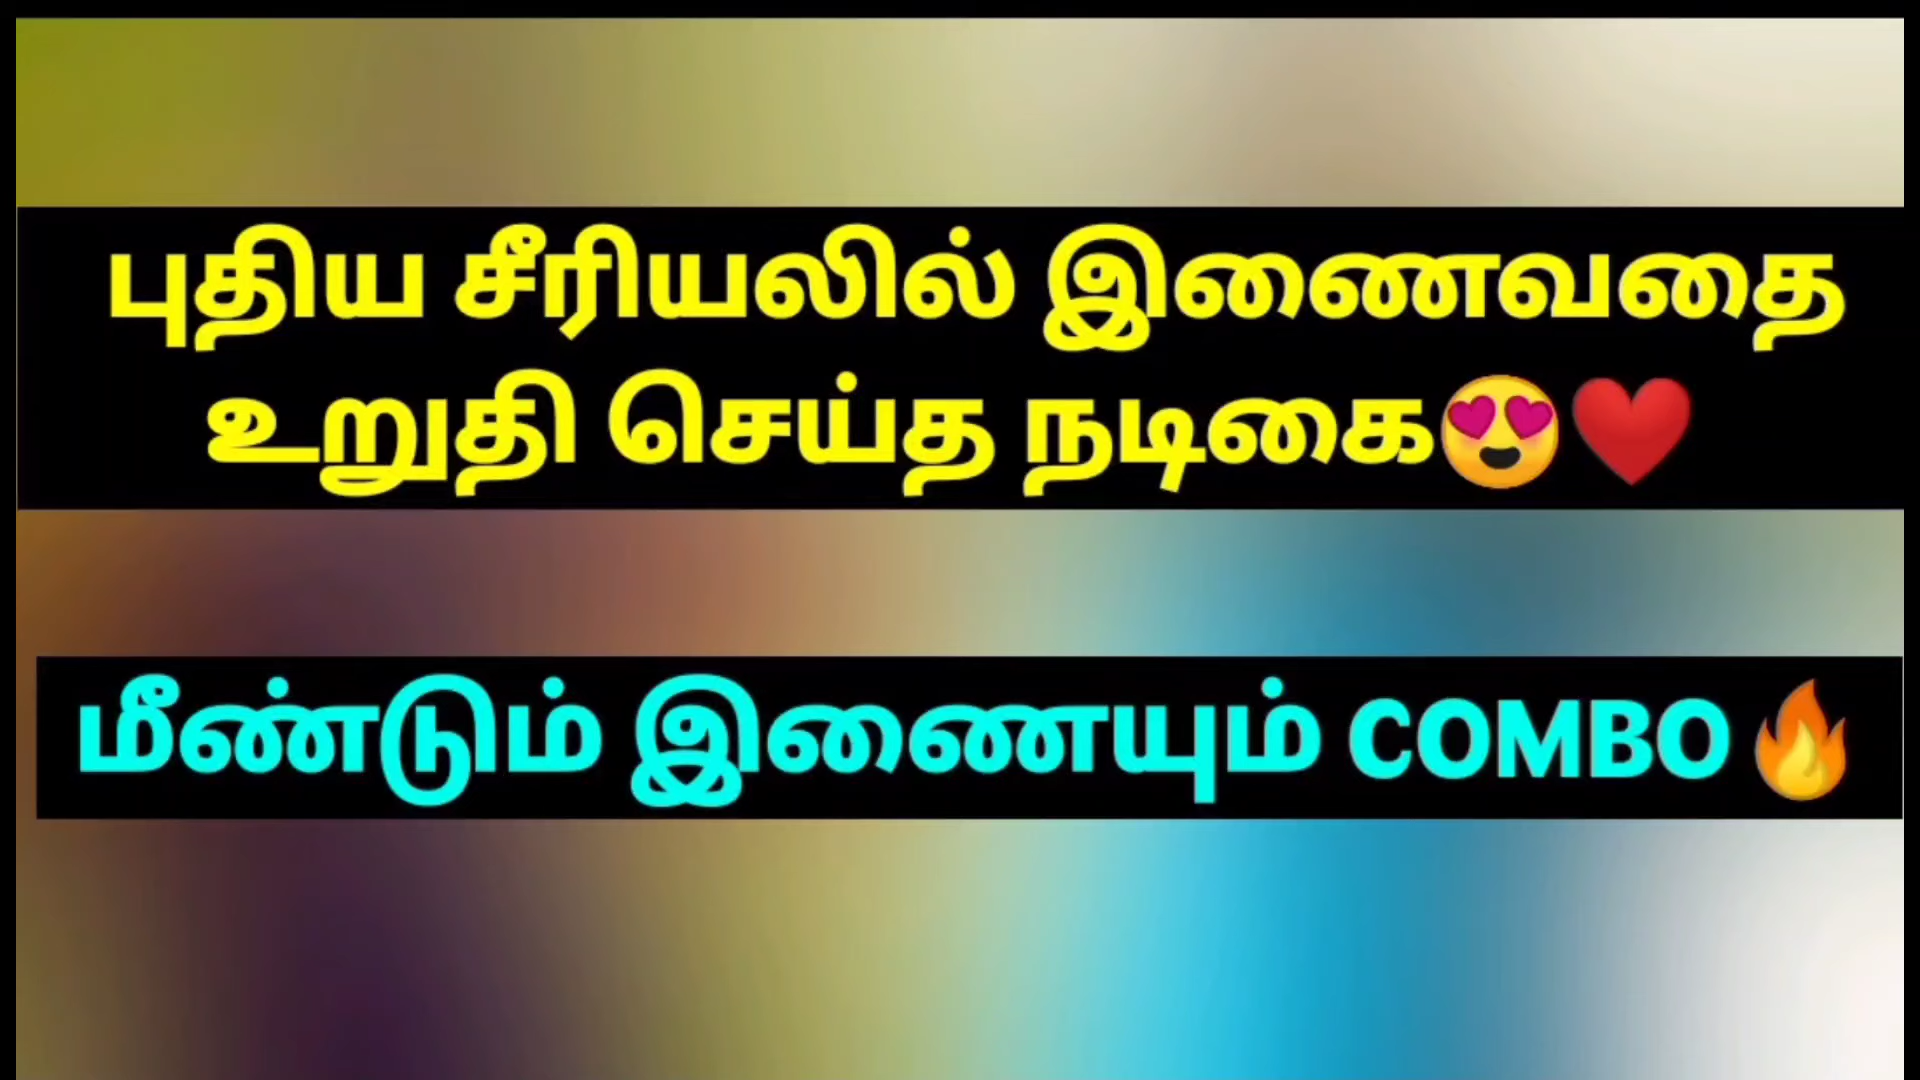 புதிய சீரியலில் இணைவதை
உறுதி செய்த நடிகை😍❤️
மீண்டும் இணையும் COMBO🔥